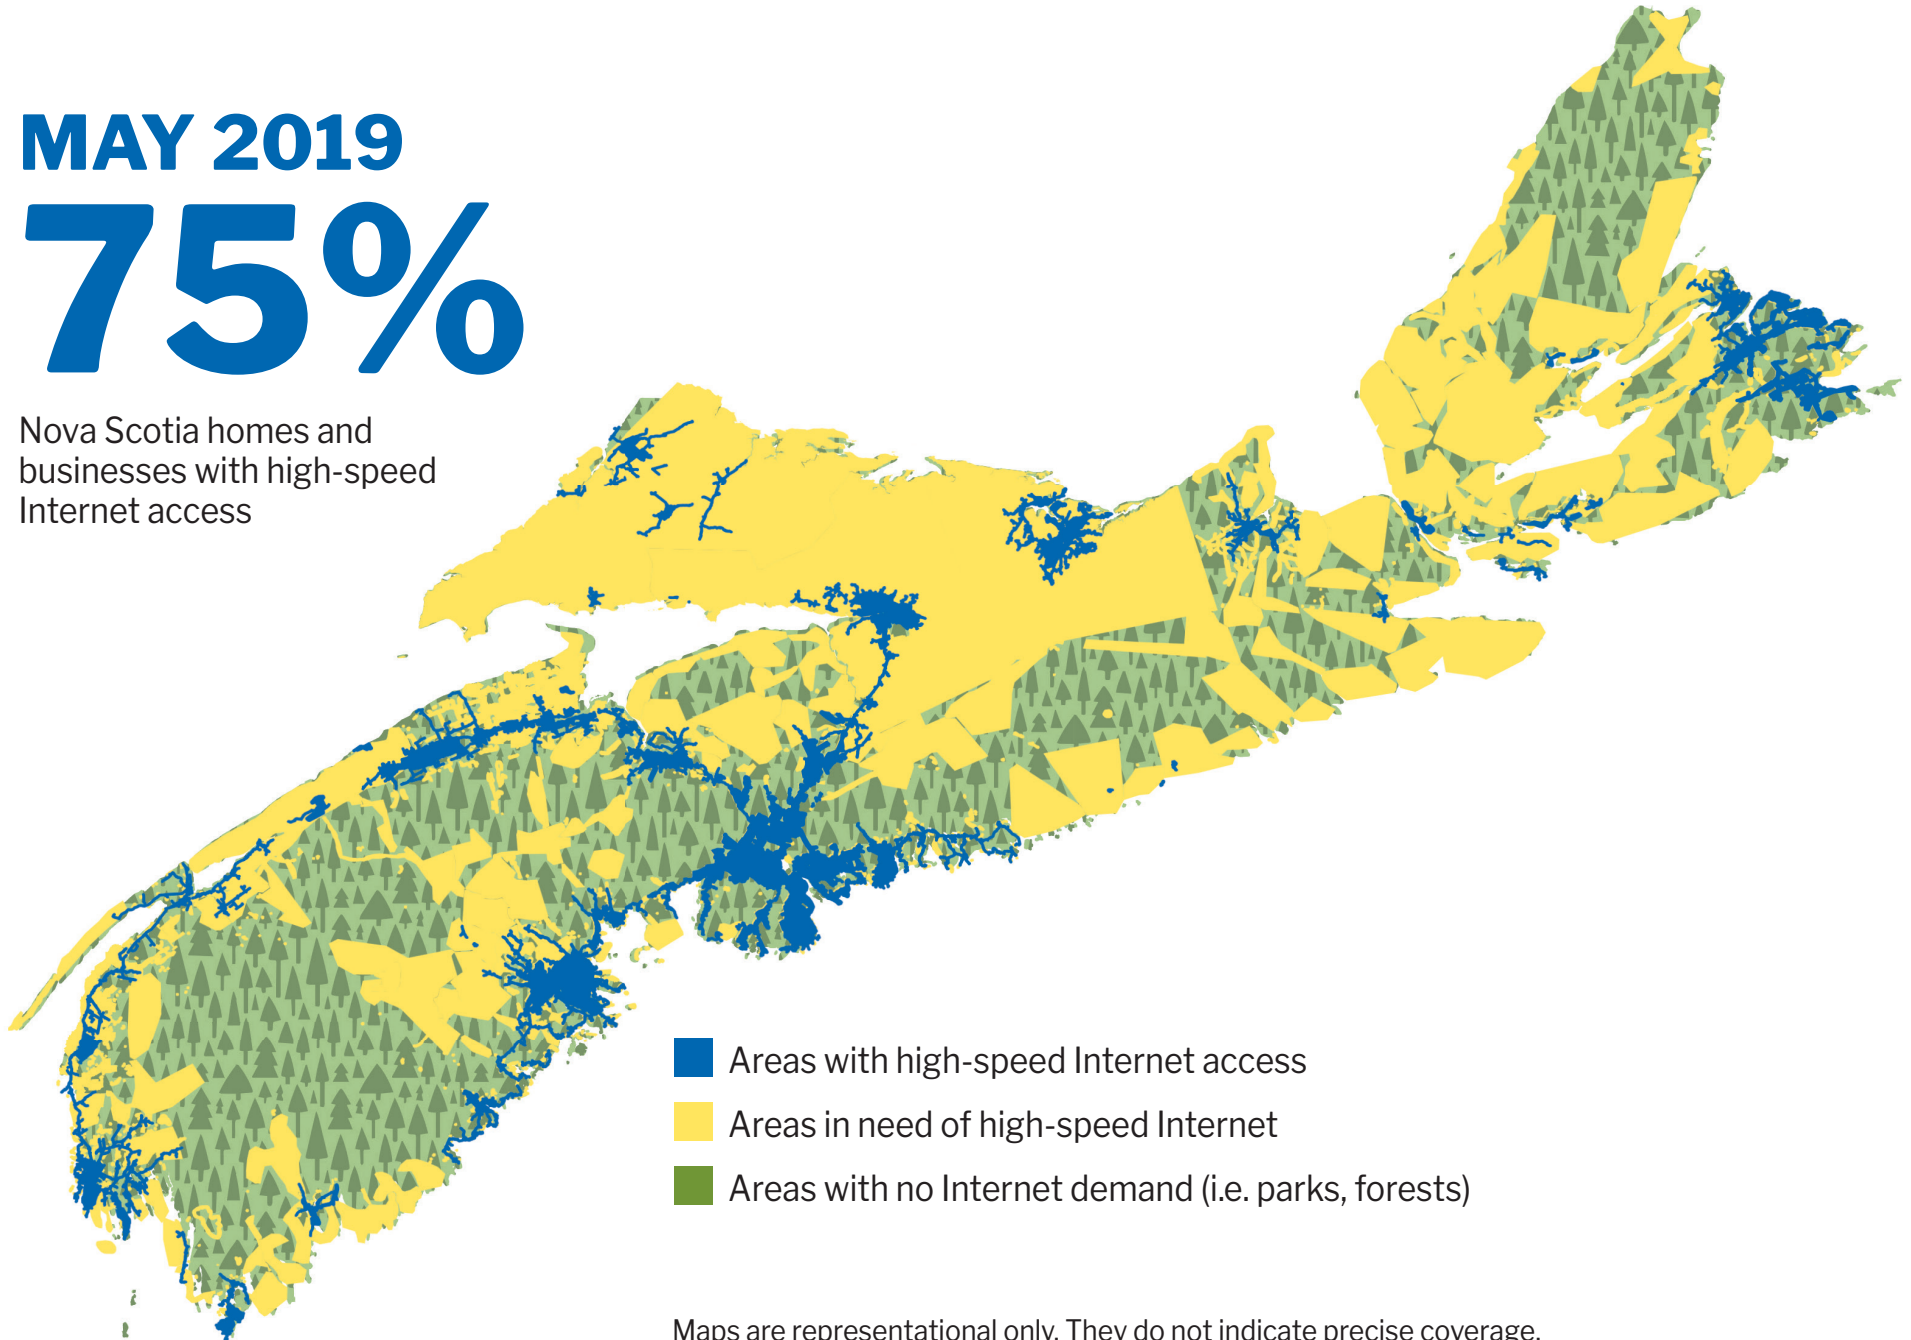 MAY 2019
75%
Nova Scotia homes and
businesses with high-speed
Internet access
Areas with high-speed Internet access
Areas in need of high-speed Internet
Areas with no Internet demand (i.e. parks, forests)
Maps are representational only. They do not indicate precise coverage.